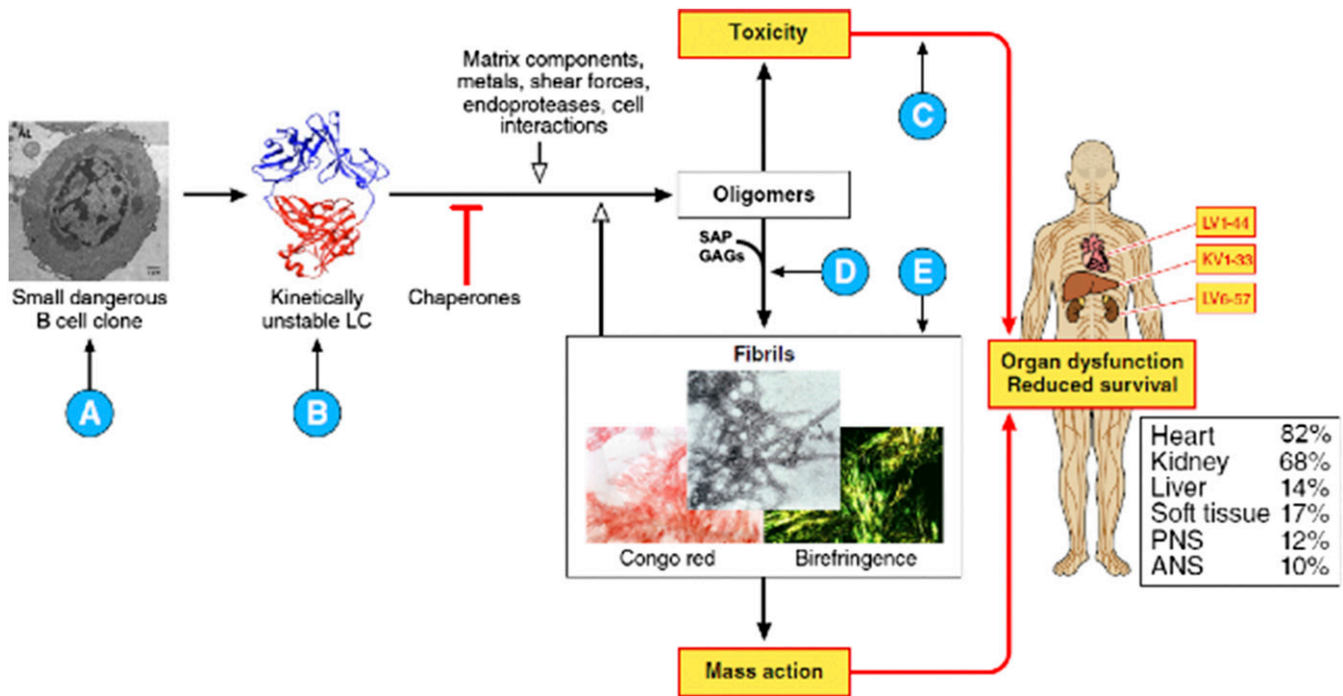 Toxicity
Matrix components,
metals, shear forces,
endoproteases, cell
interactions
C
AL
Oligomers
LV1-44
SAP
GAGs
KV1-33
D
E
LV6-57
Small dangerous
B cell clone
Kinetically
unstable LC
Chaperones
Fibrils
Organ dysfunction
Reduced survival
A
B
Heart 82%
Kidney 68%
Liver 14%
Soft tissue 17%
PNS 12%
ANS 10%
Congo red
Birefringence
Mass action